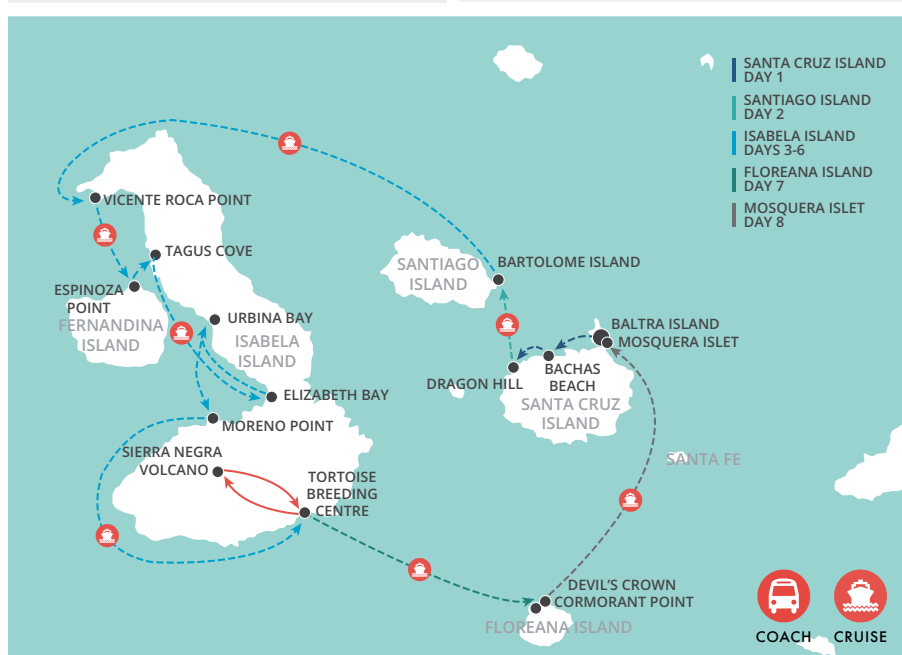 SANTA CRUZ ISLAND
DAY 1
SANTIAGO ISLAND
DAY 2
ISABELA ISLAND
DAYS 3-6
FLOREANA ISLAND
DAY 7
MOSQUERA ISLET
DAY 8
VICENTE ROCA POINT
TAGUS COVE
ESPINOZA
POINT
FERNANDINA
ISLAND
URBINA BAY
ISABELA
ISLAND
ELIZABETH BAY
MORENO POINT
SIERRA NEGRA
VOLCANO
TORTOISE
BREEDING
CENTRE
SANTIAGO
ISLAND
BARTOLOME ISLAND
BALTRA ISLAND
MOSQUERA ISLET
DRAGON HILL
BACHAS
BEACH
SANTA CRUZ
ISLAND
SANTA FE
DEVIL'S CROWN
CORMORANT POINT
FLOREANA ISLAND
COACH
CRUISE